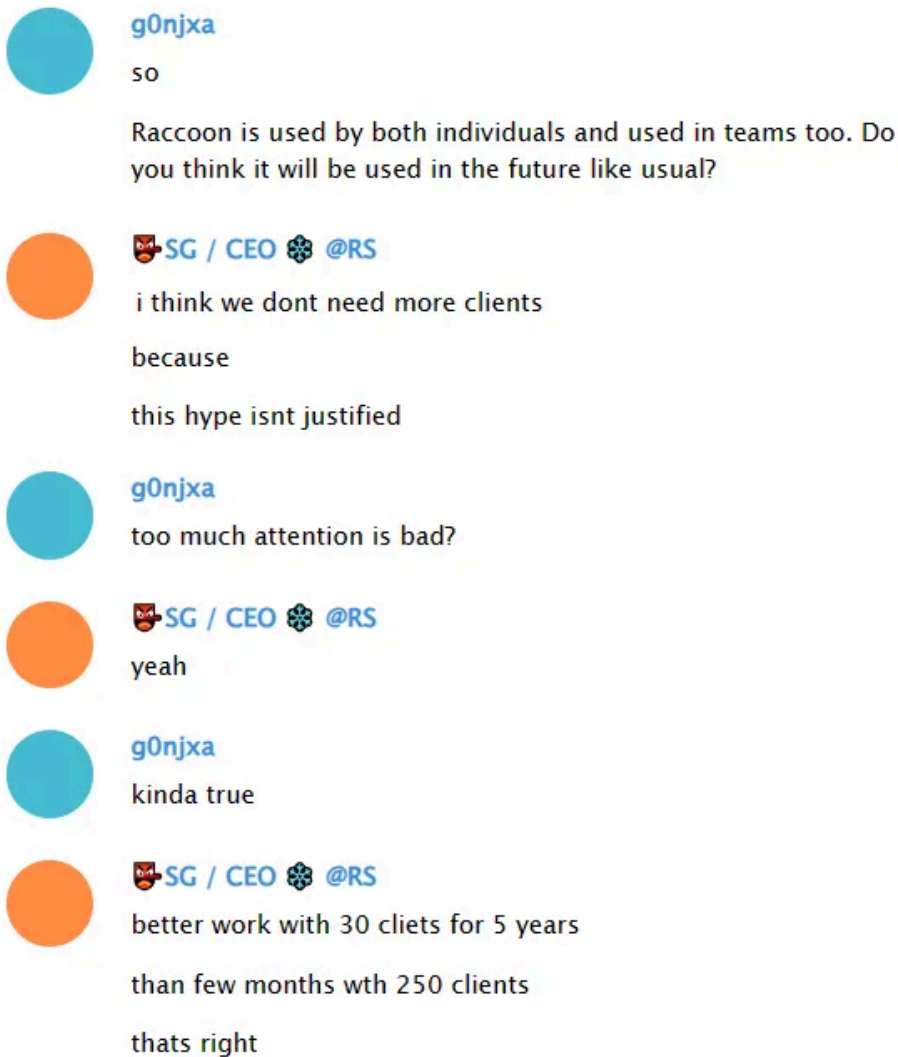 g0njxa
so
Raccoon is used by both individuals and used in teams too. Do
you think it will be used in the future like usual?
SG / CEO @RS
i think we dont need more clients
because
this hype isnt justified
g0njxa
too much attention is bad?
SG / CEO @RS
yeah
g0njxa
kinda true
SG / CEO @RS
better work with 30 cliets for 5 years
than few months wth 250 clients
thats right